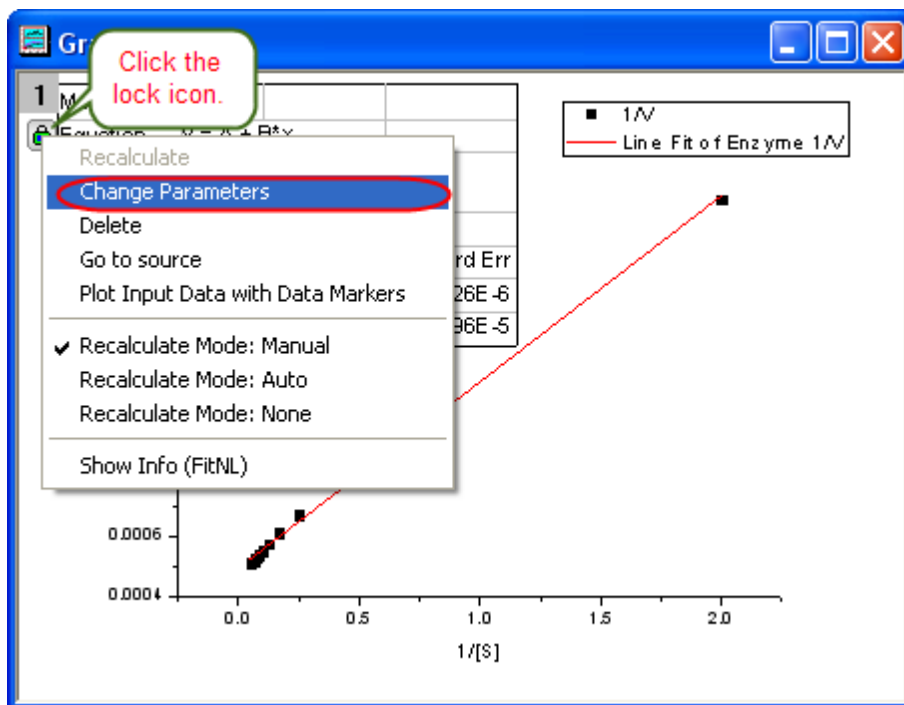 Gr
Click the
lock icon.
1
1/V
Line Fit of Enzyme 1/V
Recalculate
Change Parameters
Delete
Go to source
rd Err
Plot Input Data with Data Markers
26E-6
96E-5
Recalculate Mode: Manual
Recalculate Mode: Auto
Recalculate Mode: None
Show Info (FitNL)
0.0006
0.0004
0.0 0.5 1.0 1.5 2.0
1/[S]